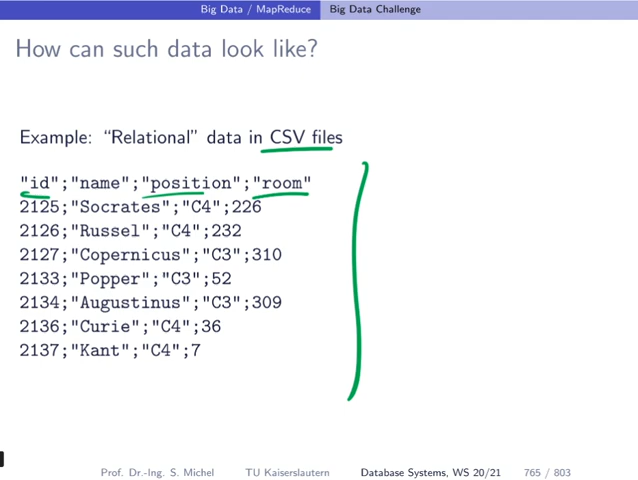 Big Data / MapReduce Big Data Challenge
How can such data look like?
Example: “Relational” data in CSV files
"id";"name";"position";"room"
2125;"Socrates";"C4";226
2126;"Russel";"C4";232
2127;"Copernicus";"C3";310
2133;"Popper";"C3";52
2134;"Augustinus";"C3";309
2136;"Curie";"C4";36
2137;"Kant";"C4";7
Prof. Dr.-Ing. S. Michel TU Kaiserslautern Database Systems, WS 20/21 765 / 803